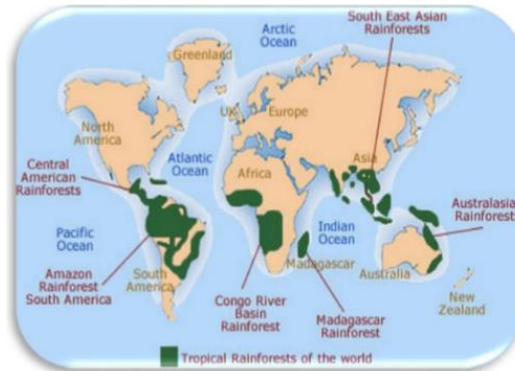 Arctic
Ocean
South East Asian
Rainforests
Greenland
UK
Europe
North
America
Asia
Central
American
Rainforests
Atlantic
Ocean
Africa
Australasia
Rainforests
Pacific
Ocean
Indian
Ocean
Amazon
Rainforest
South America
South
America
Madagascar
Australia
Congo River
Basin
Rainforest
Madagascar
Rainforest
New
Zealand
Tropical Rainforests of the world